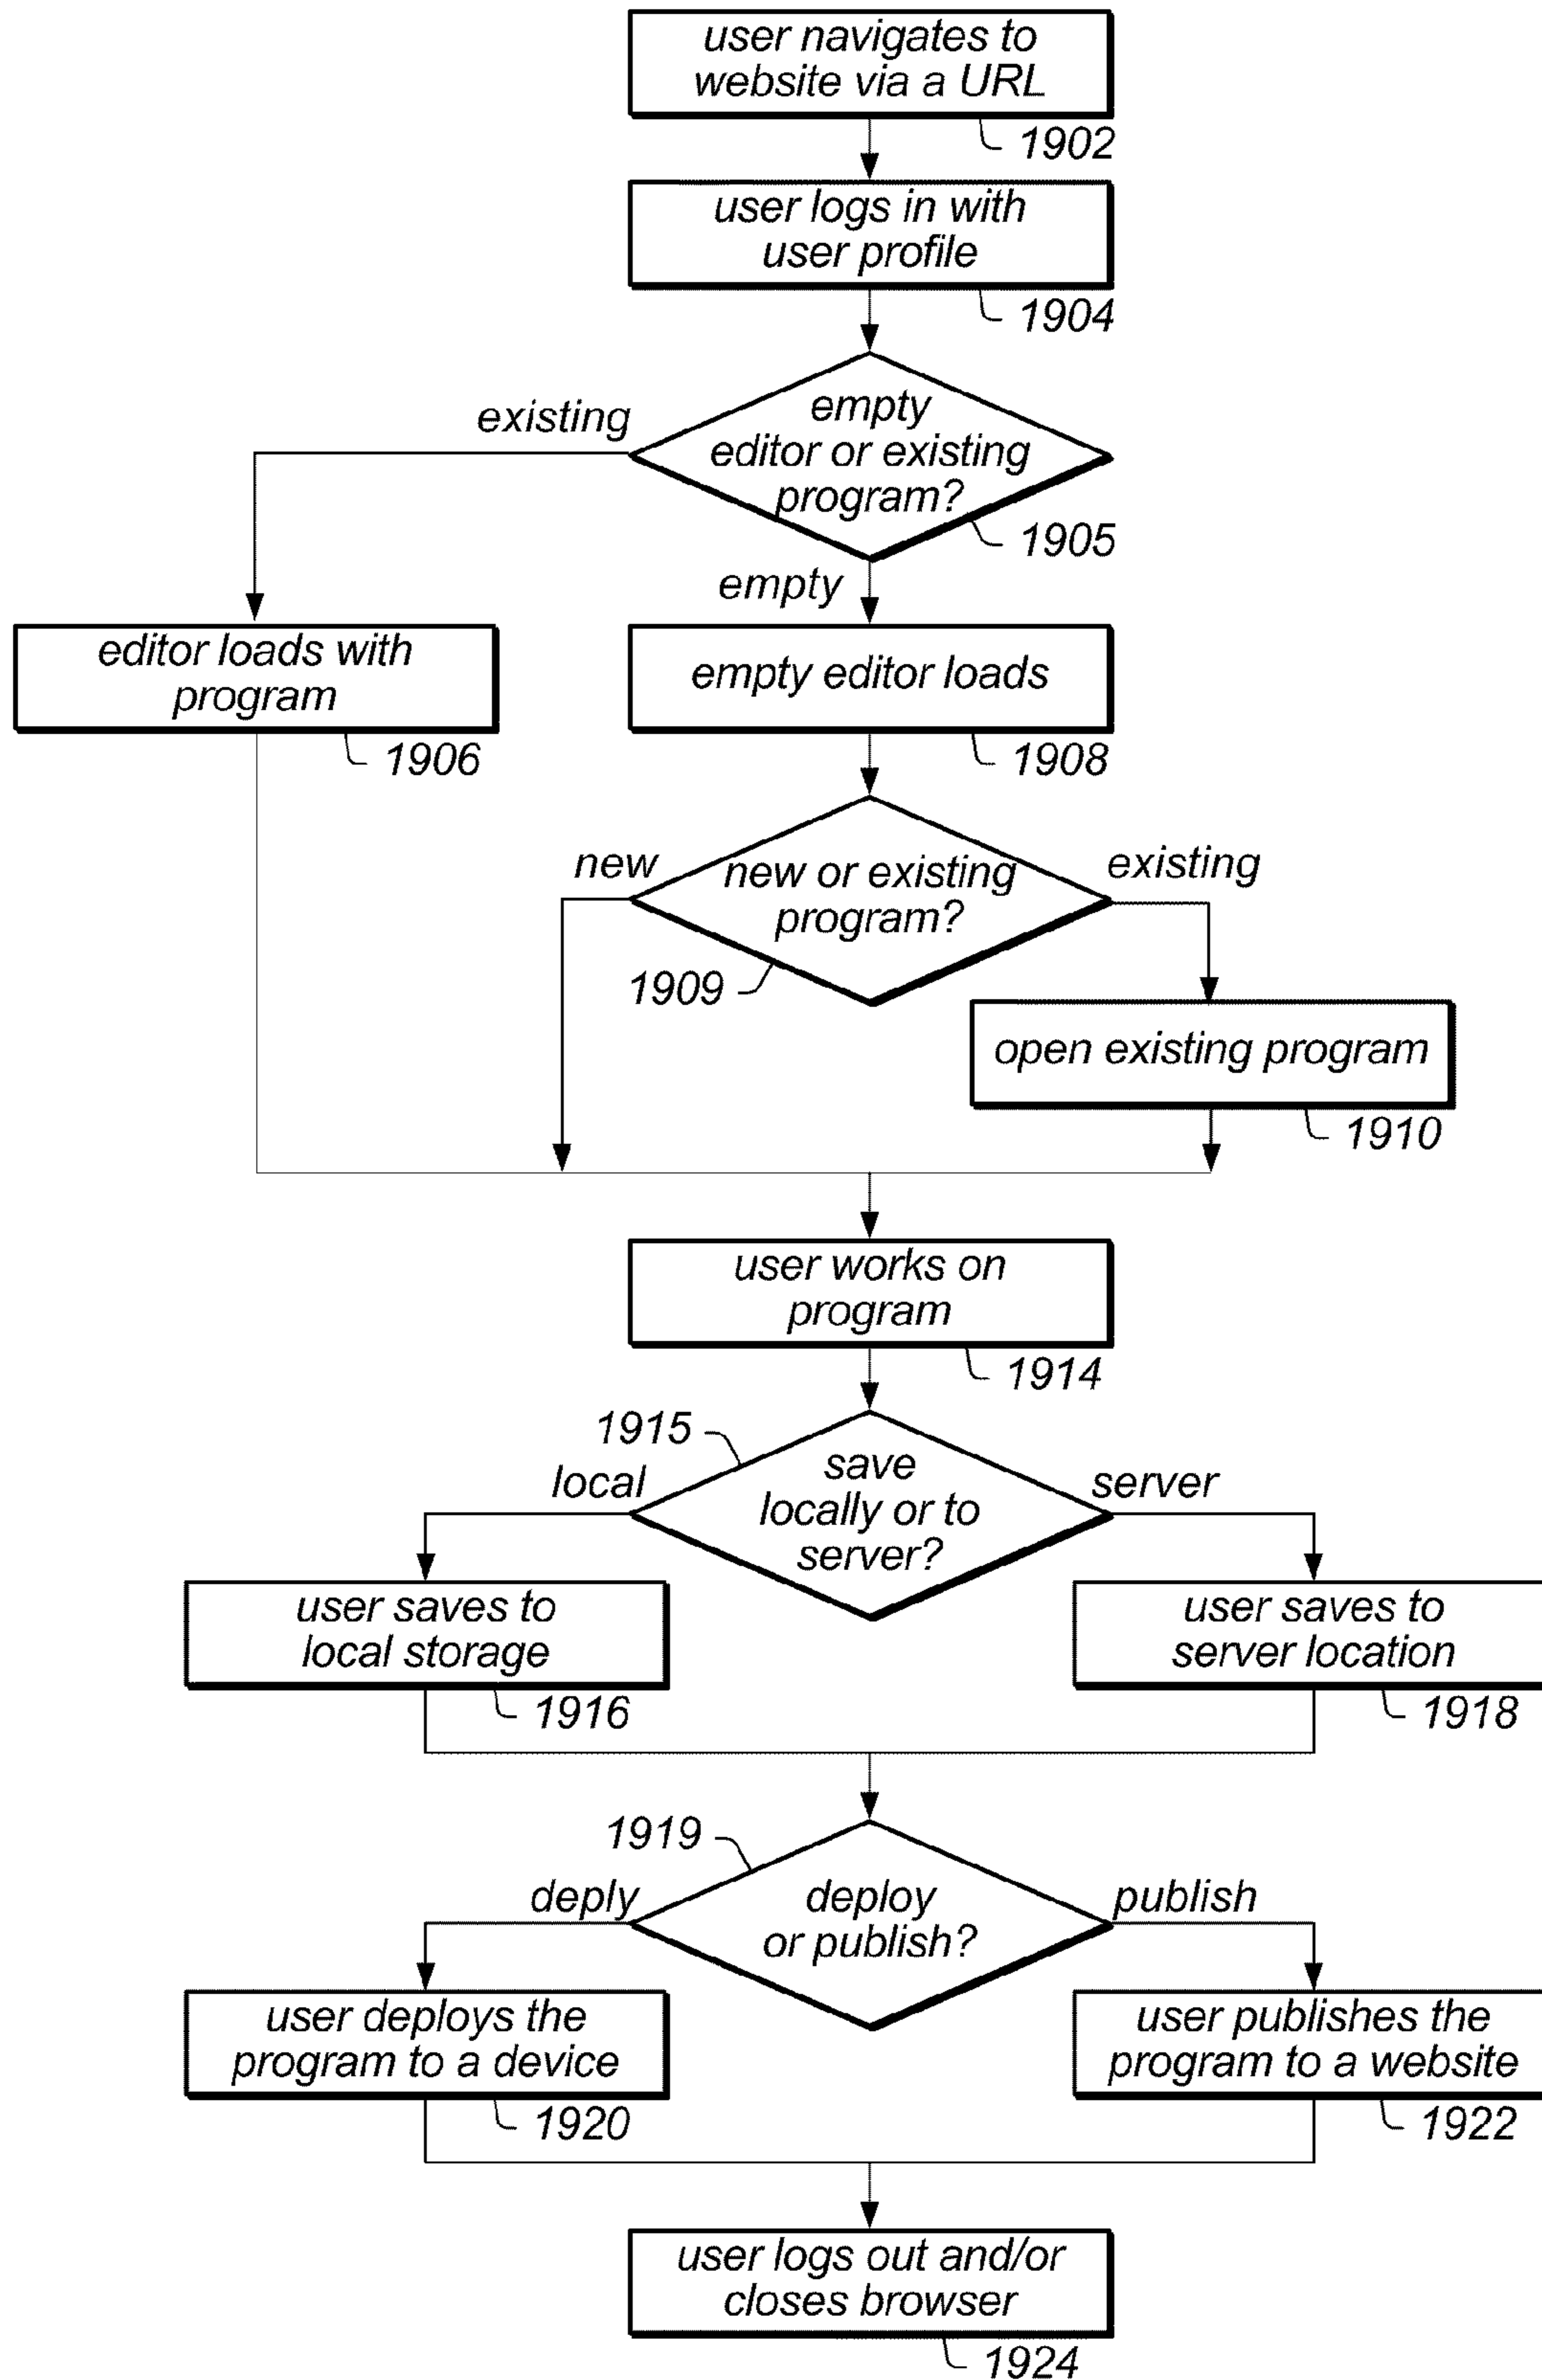 user navigates to
website via a URL
1902
user logs in with
user profile
1904
existing
empty
editor or existing
program?
1905
empty
editor loads with
program
1906
empty editor loads
1908
new
new or existing
program?
existing
1909
open existing program
1910
user works on
program
1914
1915
local
save
locally or to
server?
server
user saves to
local storage
1916
user saves to
server location
1918
1919
deply
deploy
or publish?
publish
user deploys the
program to a device
1920
user publishes the
program to a website
1922
user logs out and/or
closes browser
1924